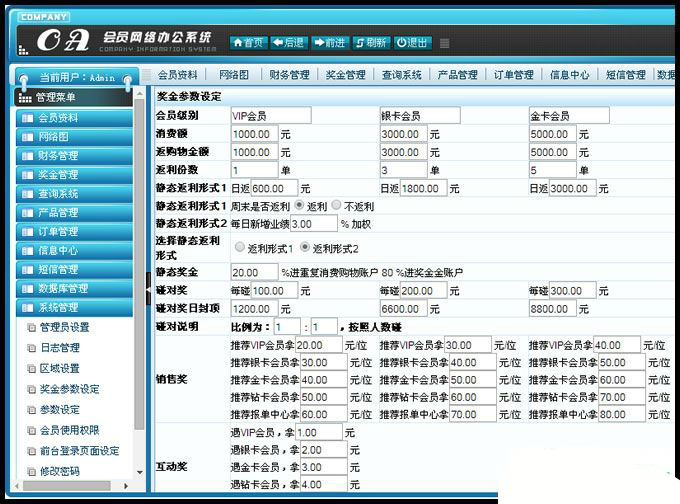 COMPANY
OA 会员网络办公系统
COMPANY INFORMATION SYSTEM
首页 后退 前进 刷新 退出
当前用户：Admin
会员资料 网络图 财务管理 奖金管理 查询系统 产品管理 订单管理 信息中心 短信管理 数据
管理菜单
会员资料
网络图
财务管理
奖金管理
查询系统
产品管理
订单管理
信息中心
短信管理
数据库管理
系统管理
管理员设置
日志管理
区域设置
奖金参数设定
参数设定
会员使用权限
前台登录页面设定
修改密码
奖金参数设定
会员级别 VIP会员 银卡会员 金卡会员
消费额 1000.00 元 3000.00 元 5000.00 元
返购物金额 1000.00 元 3000.00 元 5000.00 元
返利份数 1 单 3 单 5 单
静态返利形式1 日返 600.00 元 日返 1800.00 元 日返 3000.00 元
静态返利形式1 周末是否返利 返利 不返利
静态返利形式2 每日新增业绩 3.00 % 加权
选择静态返利形式 返利形式1 返利形式2
静态奖金 20.00 %进重复消费购物账户 80 %进奖金金账户
碰对奖 每碰 100.00 元 每碰 200.00 元 每碰 300.00 元
碰对奖日封顶 1200.00 元 6600.00 元 8800.00 元
碰对说明 比例为：1 : 1 ，按照人数碰
销售奖
推荐VIP会员拿 20.00 元/位 推荐VIP会员拿 30.00 元/位 推荐VIP会员拿 40.00 元/位
推荐银卡会员拿 30.00 元/位 推荐银卡会员拿 40.00 元/位 推荐银卡会员拿 50.00 元/位
推荐金卡会员拿 40.00 元/位 推荐金卡会员拿 50.00 元/位 推荐金卡会员拿 60.00 元/位
推荐钻卡会员拿 50.00 元/位 推荐钻卡会员拿 60.00 元/位 推荐钻卡会员拿 70.00 元/位
推荐报单中心拿 60.00 元/位 推荐报单中心拿 70.00 元/位 推荐报单中心拿 80.00 元/位
互动奖
遇VIP会员，拿 1.00 元
遇银卡会员，拿 2.00 元
遇金卡会员，拿 3.00 元
遇钻卡会员，拿 4.00 元